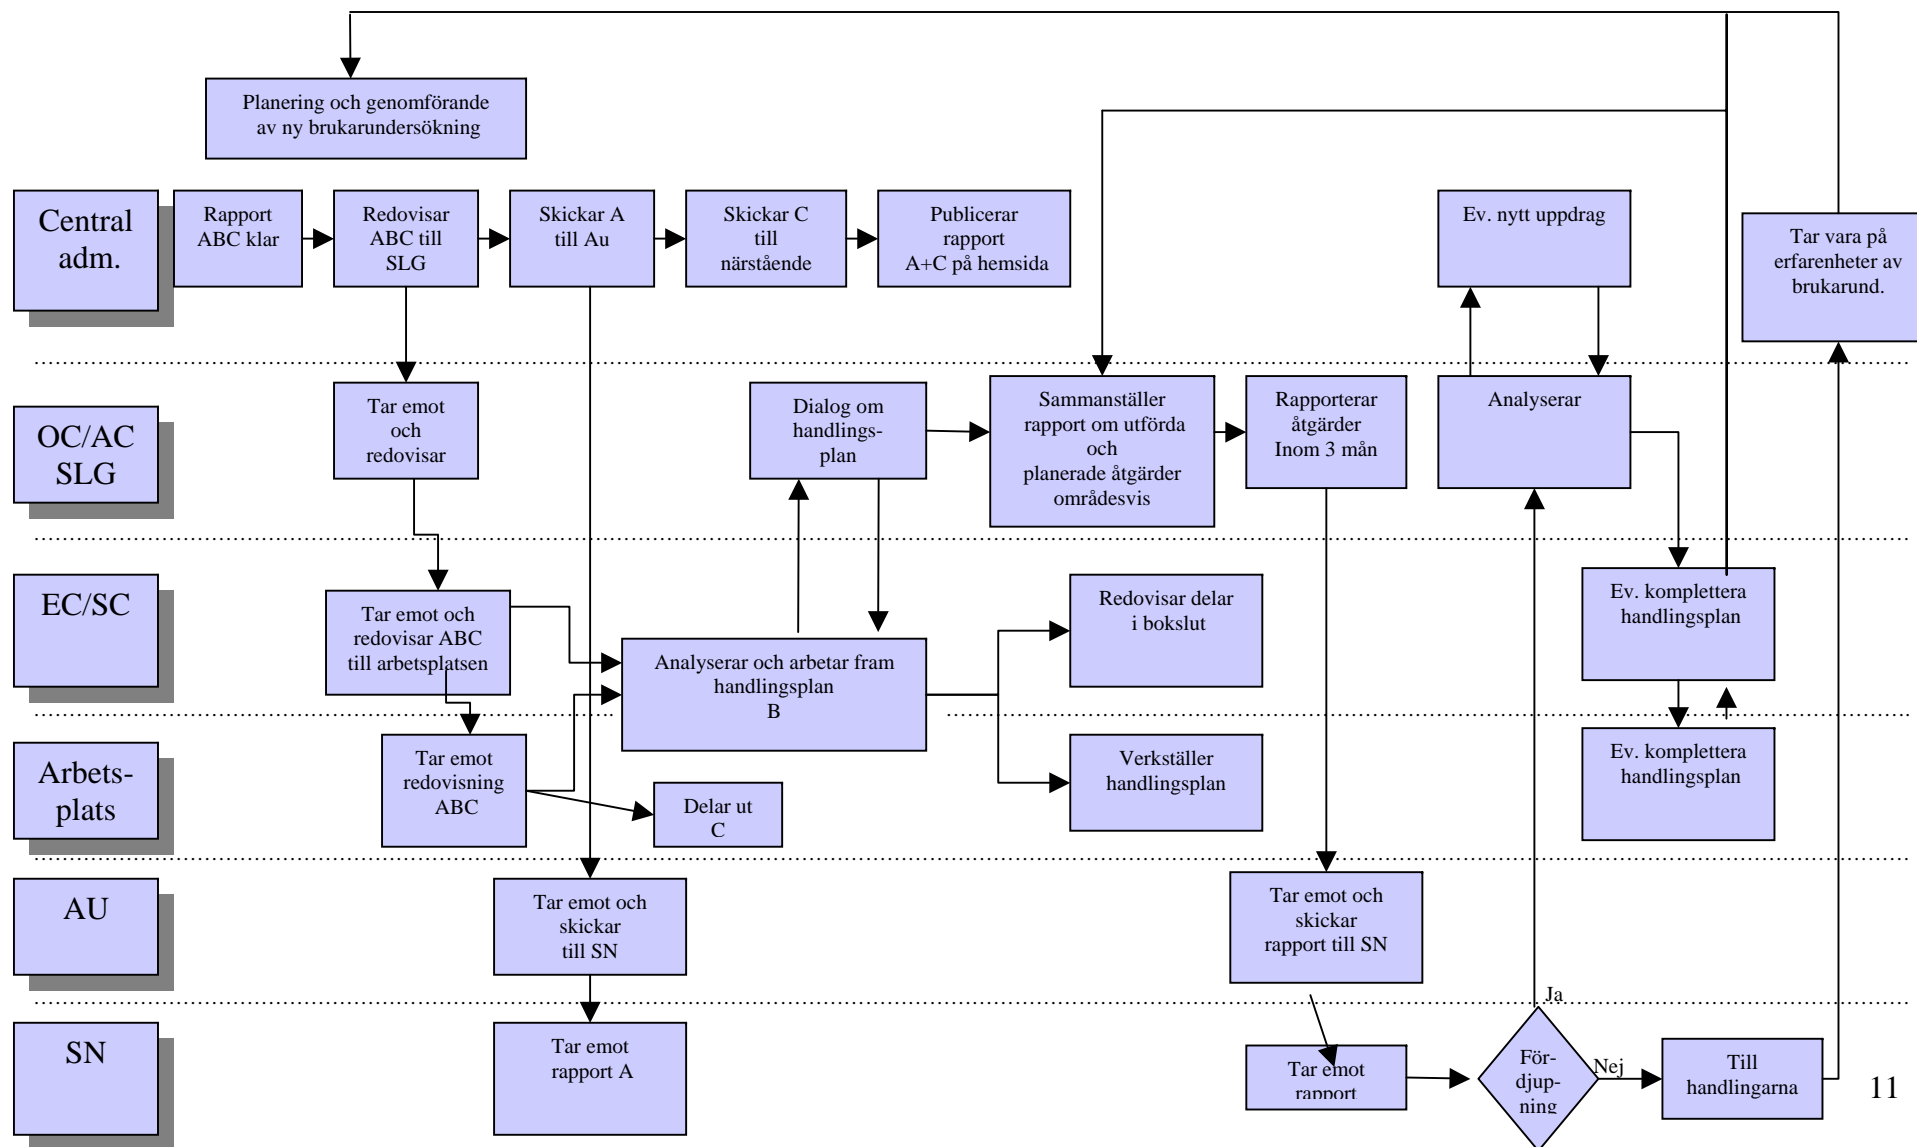 Planering och genomförande
av ny brukarundersökning
Central
adm.
Rapport
ABC klar
Redovisar
ABC till
SLG
Skickar A
till Au
Skickar C
till
närstående
Publicerar
rapport
A+C på hemsida
Ev. nytt uppdrag
Tar vara på
erfarenheter av
brukarund.
OC/AC
SLG
Tar emot
och
redovisar
Dialog om
handlings-
plan
Sammanställer
rapport om utförda
och
planerade åtgärder
områdesvis
Rapporterar
åtgärder
Inom 3 mån
Analyserar
EC/SC
Tar emot och
redovisar ABC
till arbetsplatsen
Analyserar och arbetar fram
handlingsplan
B
Redovisar delar
i bokslut
Ev. komplettera
handlingsplan
Arbets-
plats
Tar emot
redovisning
ABC
Delar ut
C
Verkställer
handlingsplan
Ev. komplettera
handlingsplan
AU
Tar emot och
skickar
till SN
Tar emot och
skickar
rapport till SN
SN
Tar emot
rapport A
Tar emot
rapport
Ja
För-
djup-
ning
Nej
Till
handlingarna
11